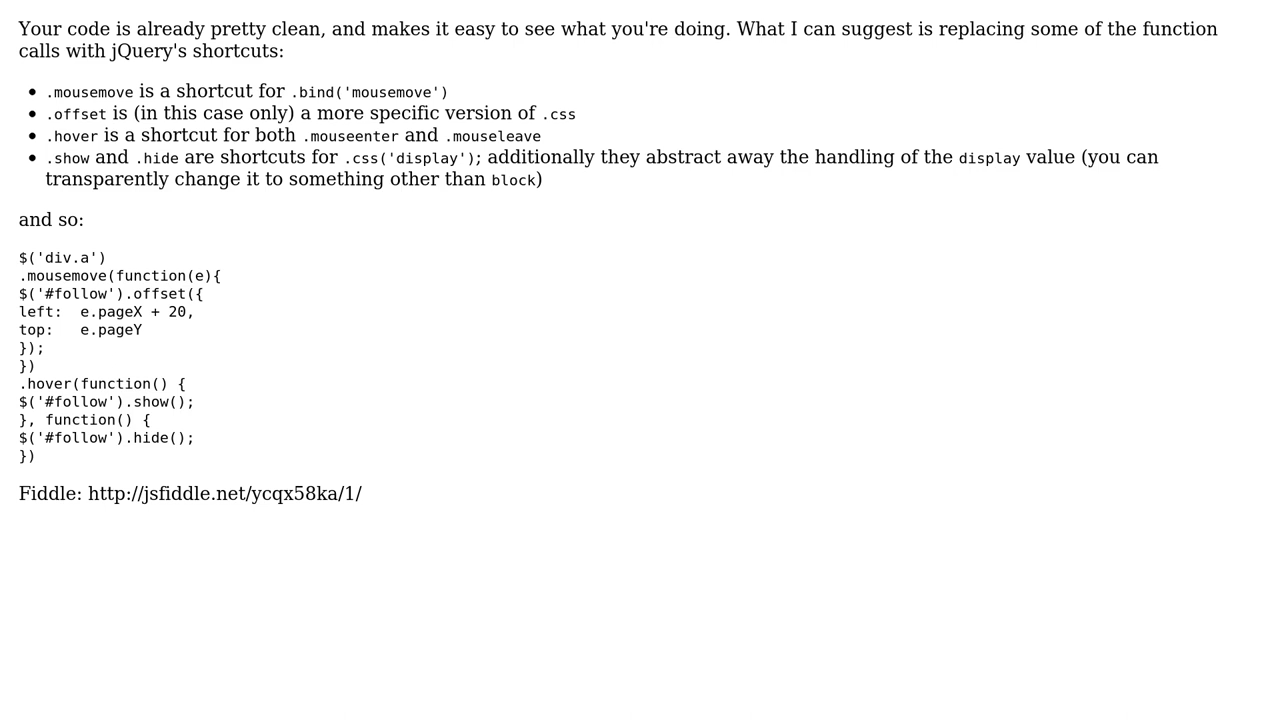 Your code is already pretty clean, and makes it easy to see what you're doing. What I can suggest is replacing some of the function
calls with jQuery's shortcuts:
• .mousemove is a shortcut for .bind('mousemove')
• .offset is (in this case only) a more specific version of .css
• .hover is a shortcut for both .mouseenter and .mouseleave
• .show and .hide are shortcuts for .css('display'); additionally they abstract away the handling of the display value (you can
transparently change it to something other than block)
and so:
$('div.a')
.mousemove(function(e){
$('#follow').offset({
left:  e.pageX + 20,
top:   e.pageY
});
})
.hover(function() {
$('#follow').show();
}, function() {
$('#follow').hide();
})
Fiddle: http://jsfiddle.net/ycqx58ka/1/